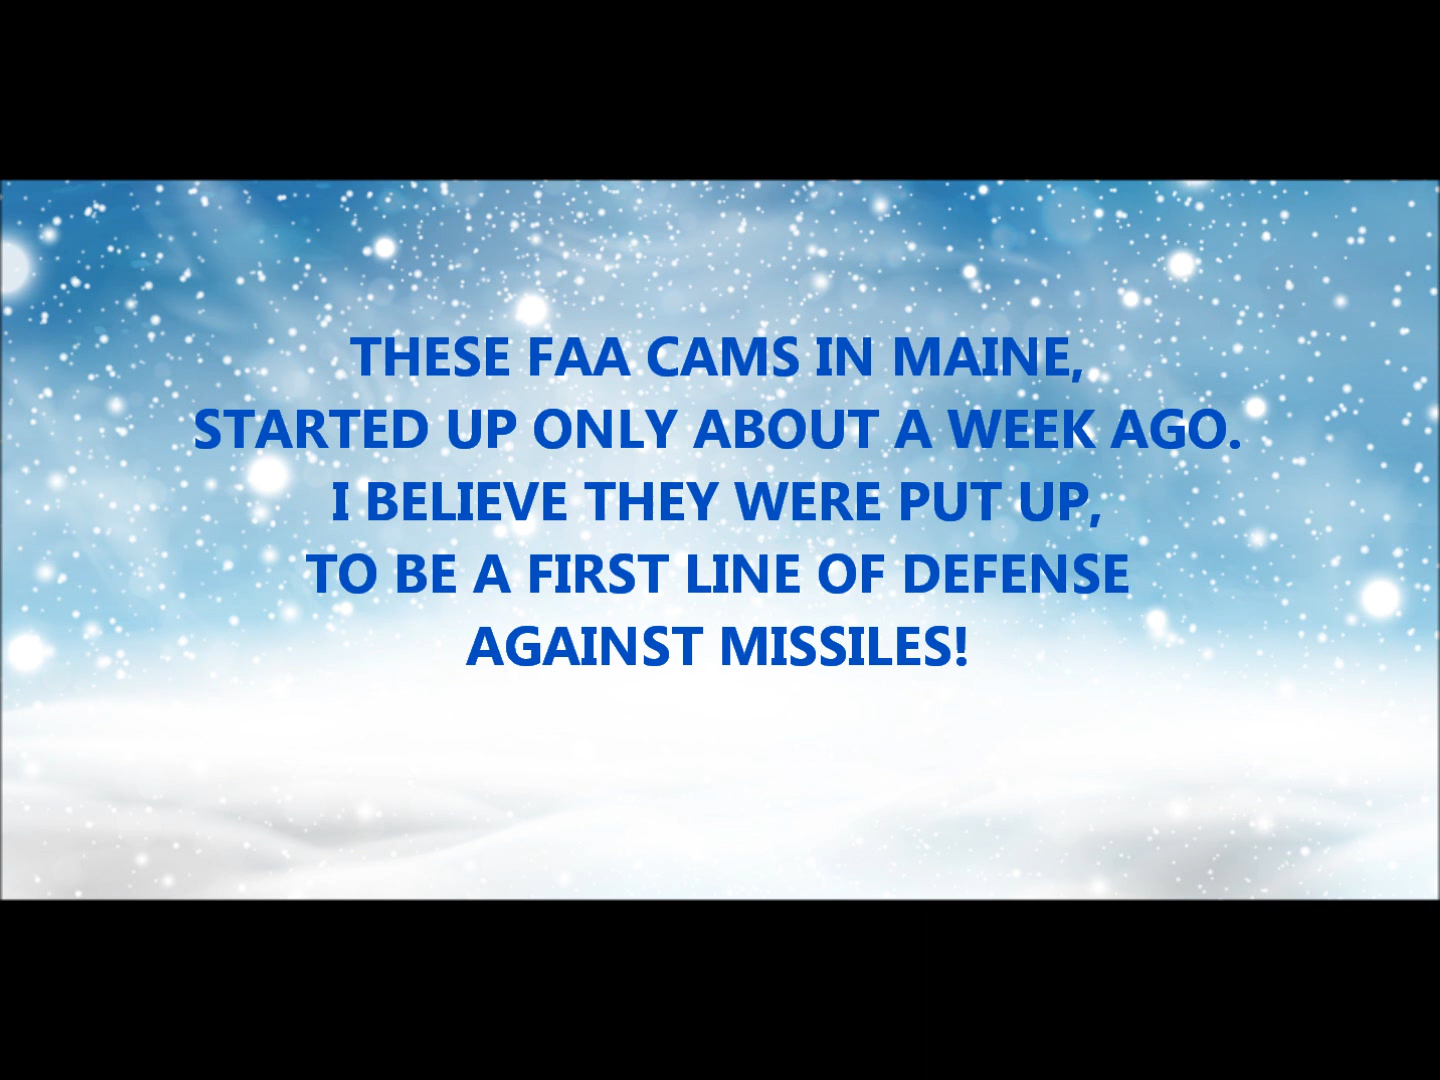 THESE FAA CAMS IN MAINE,
STARTED UP ONLY ABOUT A WEEK AGO.
I BELIEVE THEY WERE PUT UP,
TO BE A FIRST LINE OF DEFENSE
AGAINST MISSILES!